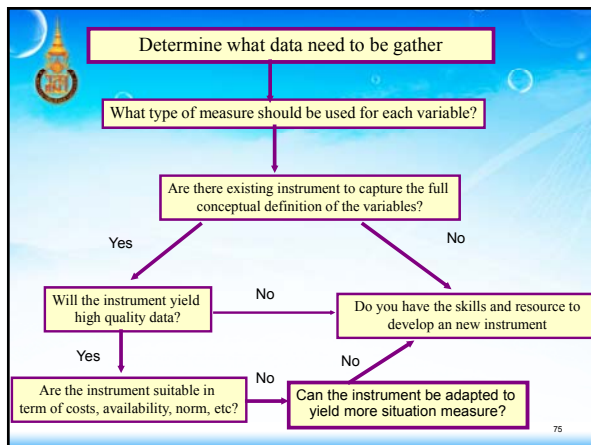 Determine what data need to be gather
What type of measure should be used for each variable?
Are there existing instrument to capture the full
conceptual definition of the variables?
Yes
No
Will the instrument yield
high quality data?
No
Do you have the skills and resource to
develop an new instrument
Yes
No
Are the instrument suitable in
term of costs, availability, norm, etc?
No
Can the instrument be adapted to
yield more situation measure?
75